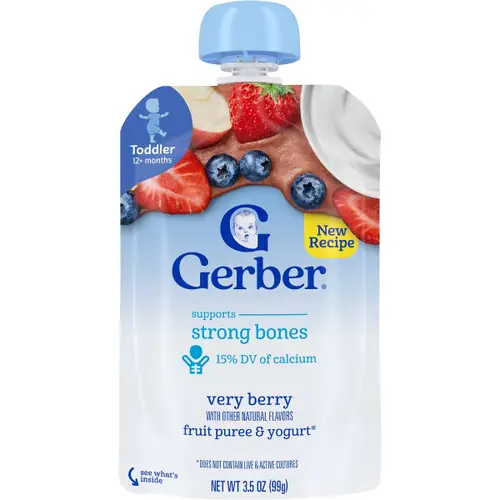 Toddler
12+ months
New
Recipe
G
Gerber®
supports
strong bones
15% DV of calcium
very berry
WITH OTHER NATURAL FLAVORS
fruit puree & yogurt*
*DOES NOT CONTAIN LIVE & ACTIVE CULTURES
see what's
inside
NET WT 3.5 OZ (99g)